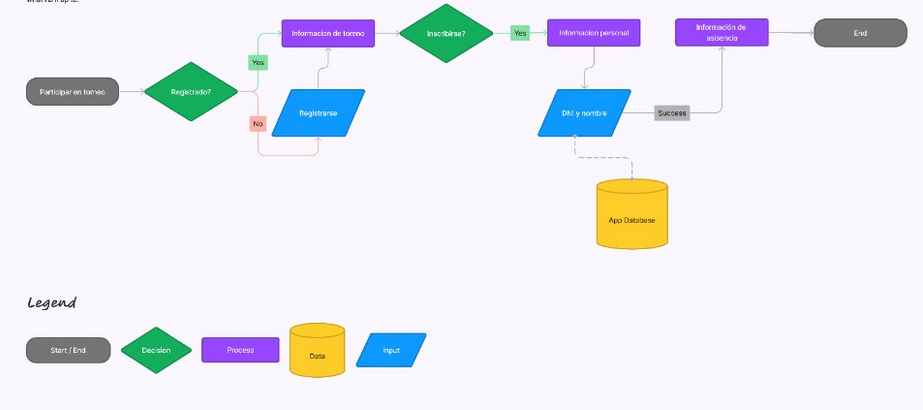 Información de
asisencia
End
Informacion de toreno
Inscribirse?
Yes
Informacion personal
Yes
Participar en torneo
Registrado?
Registrarse
DNI y nombre
Success
No
App Database
Legend
Start / End
Decision
Process
Data
Input